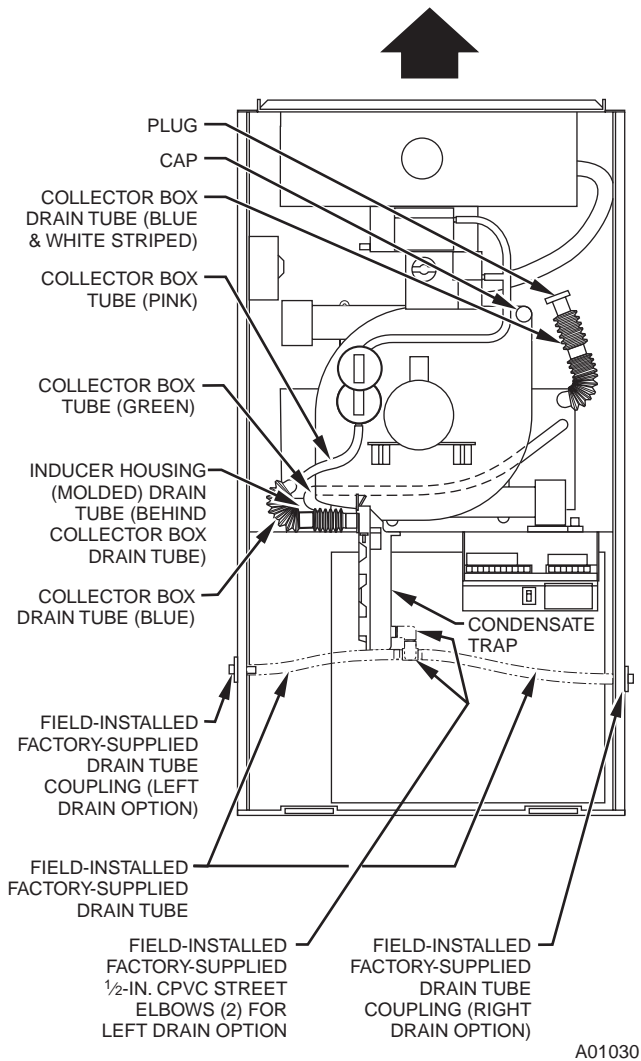 PLUG
CAP
COLLECTOR BOX
DRAIN TUBE (BLUE
& WHITE STRIPED)
COLLECTOR BOX
TUBE (PINK)
COLLECTOR BOX
TUBE (GREEN)
INDUCER HOUSING
(MOLDED) DRAIN
TUBE (BEHIND
COLLECTOR BOX
DRAIN TUBE)
COLLECTOR BOX
DRAIN TUBE (BLUE)
CONDENSATE
TRAP
FIELD-INSTALLED
FACTORY-SUPPLIED
DRAIN TUBE
COUPLING (LEFT
DRAIN OPTION)
FIELD-INSTALLED
FACTORY-SUPPLIED
DRAIN TUBE
FIELD-INSTALLED
FACTORY-SUPPLIED
1⁄2-IN. CPVC STREET
ELBOWS (2) FOR
LEFT DRAIN OPTION
FIELD-INSTALLED
FACTORY-SUPPLIED
DRAIN TUBE
COUPLING (RIGHT
DRAIN OPTION)
A01030